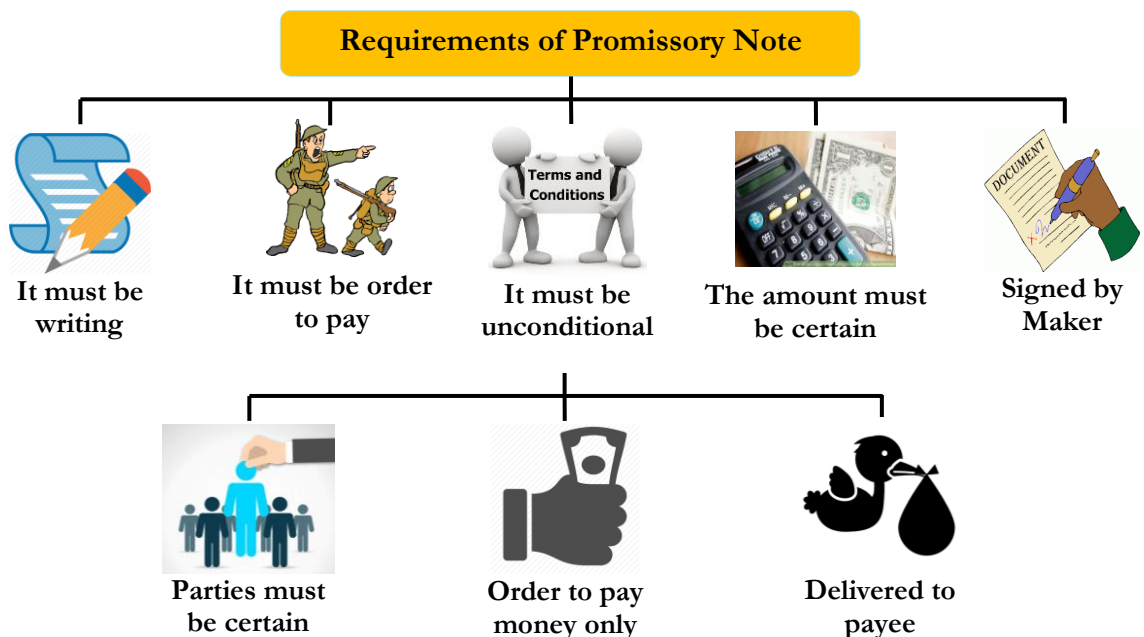 Requirements of Promissory Note
Terms and
Conditions
DOCUMENT
It must be
writing
It must be order
to pay
It must be
unconditional
The amount must
be certain
Signed by
Maker
Parties must
be certain
Order to pay
money only
Delivered to
payee